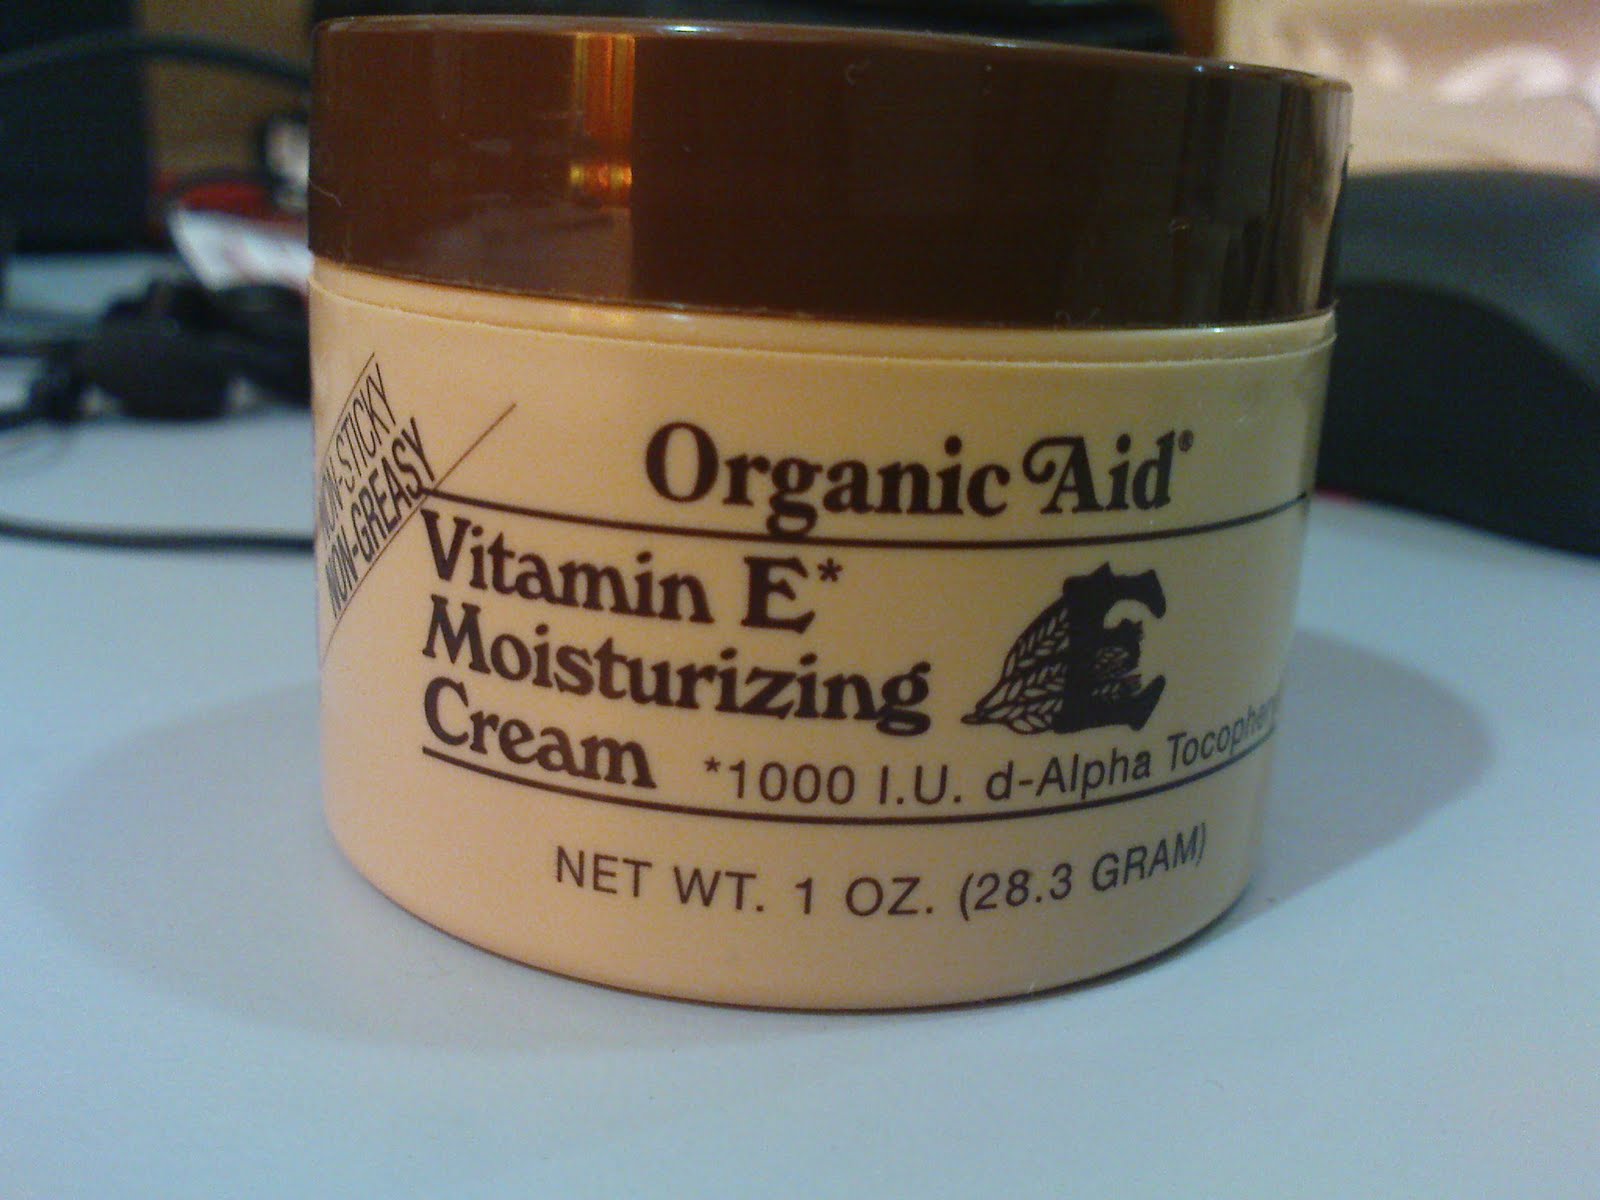 NON-STICKY
NON-GREASY
Organic Aid®
Vitamin E*
Moisturizing
Cream
E
*1000 I.U. d-Alpha
NET WT. 1 OZ. (28.3 GRAM)